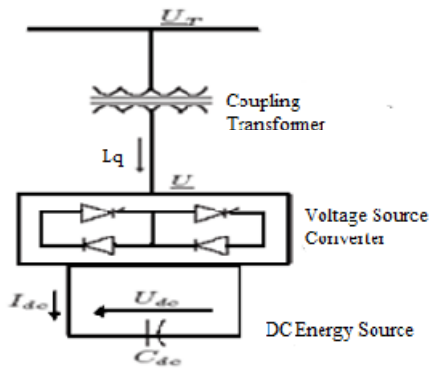 U_T
Coupling
Transformer
Lq
U
Voltage Source
Converter
I_dc
U_dc
DC Energy Source
C_dc